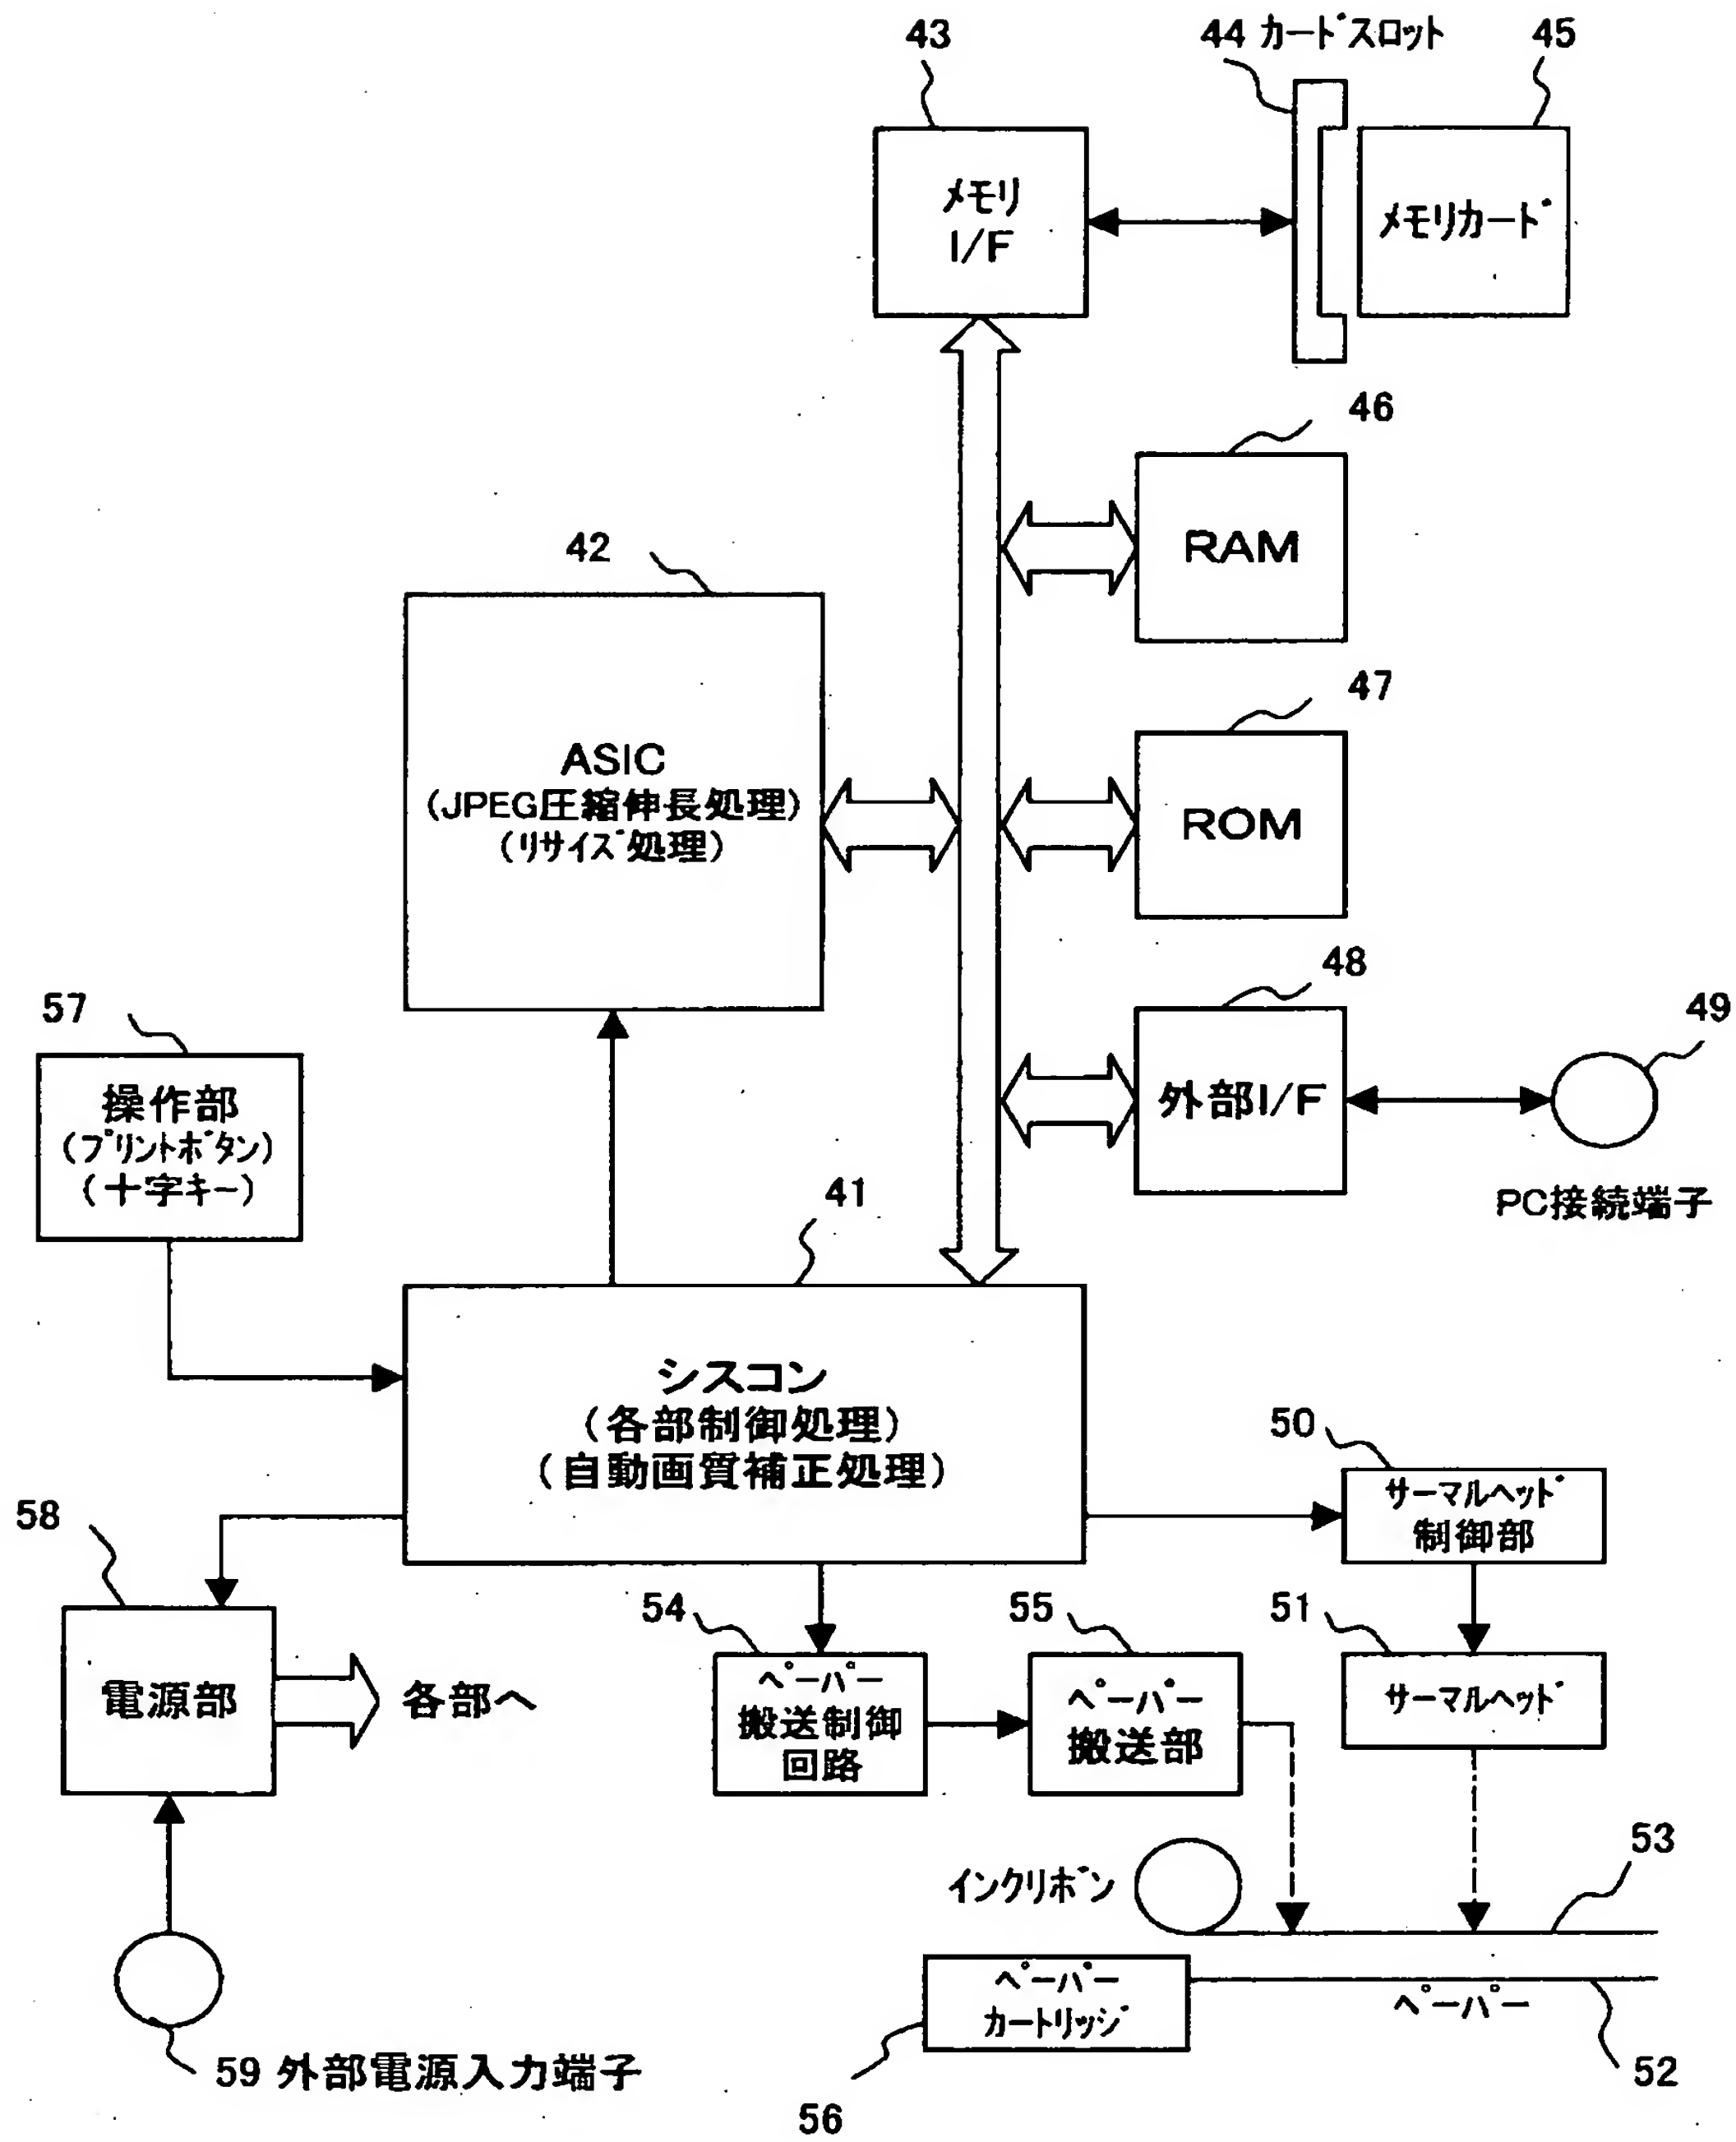 43
44 カードスロット
45
メモリ
I/F
メモリカード
46
RAM
42
47
ASIC
(JPEG圧縮伸長処理)
(リサイズ処理)
ROM
48
57
49
操作部
(プリントボタン)
(十字キー)
外部I/F
PC接続端子
41
シスコン
(各部制御処理)
(自動画質補正処理)
50
サーマルヘッド
制御部
58
54
55
51
電源部
各部へ
ペーパー
搬送制御
回路
ペーパー
搬送部
サーマルヘッド
53
インクリボン
ペーパー
カートリッジ
ペーパー
59 外部電源入力端子
52
56